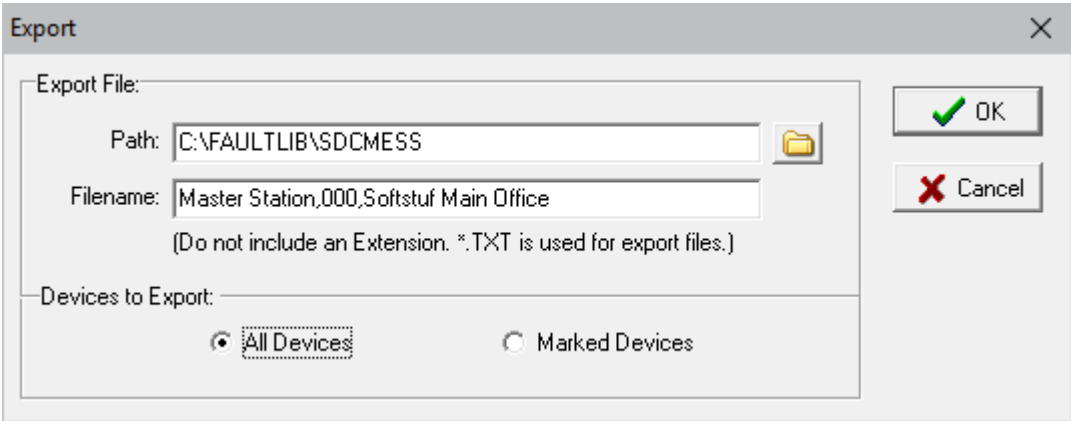 Export
Export File:
Path: C:\FAULTLIB\SDCMESS
Filename: Master Station,000,Softstuf Main Office
(Do not include an Extension. *.TXT is used for export files.)
OK
Cancel
Devices to Export:
All Devices Marked Devices